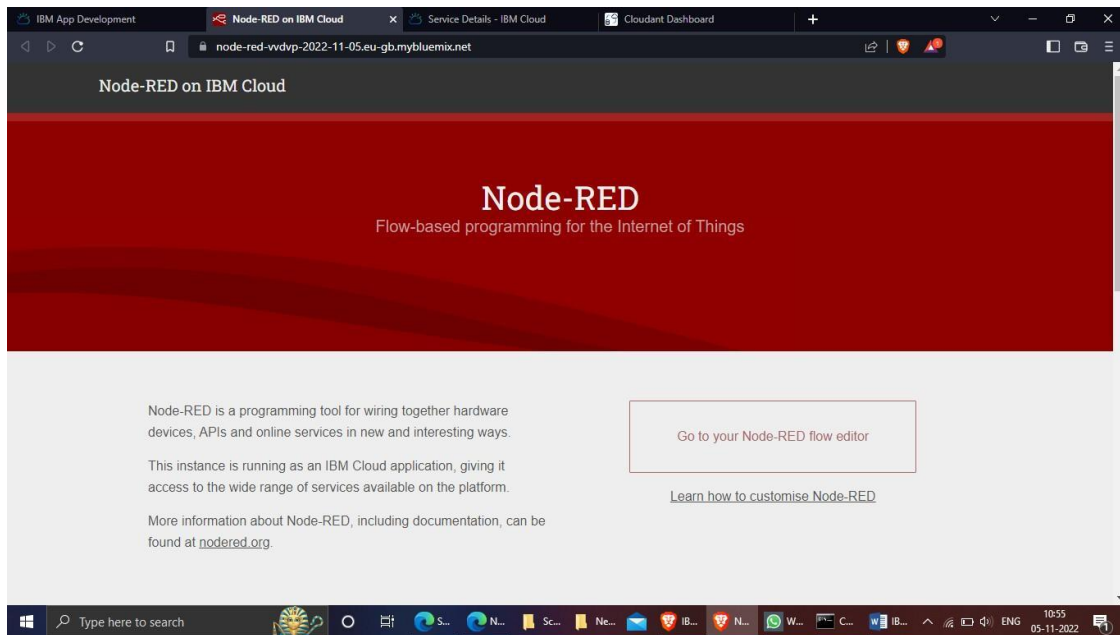 IBM App Development
Node-RED on IBM Cloud
Service Details - IBM Cloud
Cloudant Dashboard
node-red-vvdvp-2022-11-05.eu-gb.mybluemix.net
Node-RED on IBM Cloud
Node-RED
Flow-based programming for the Internet of Things
Node-RED is a programming tool for wiring together hardware
devices, APIs and online services in new and interesting ways.
This instance is running as an IBM Cloud application, giving it
access to the wide range of services available on the platform.
More information about Node-RED, including documentation, can be
found at nodered.org.
Go to your Node-RED flow editor
Learn how to customise Node-RED
Type here to search
S...
N...
Sc...
Ne...
IB...
N...
W...
C...
IB...
ENG
10:55
05-11-2022